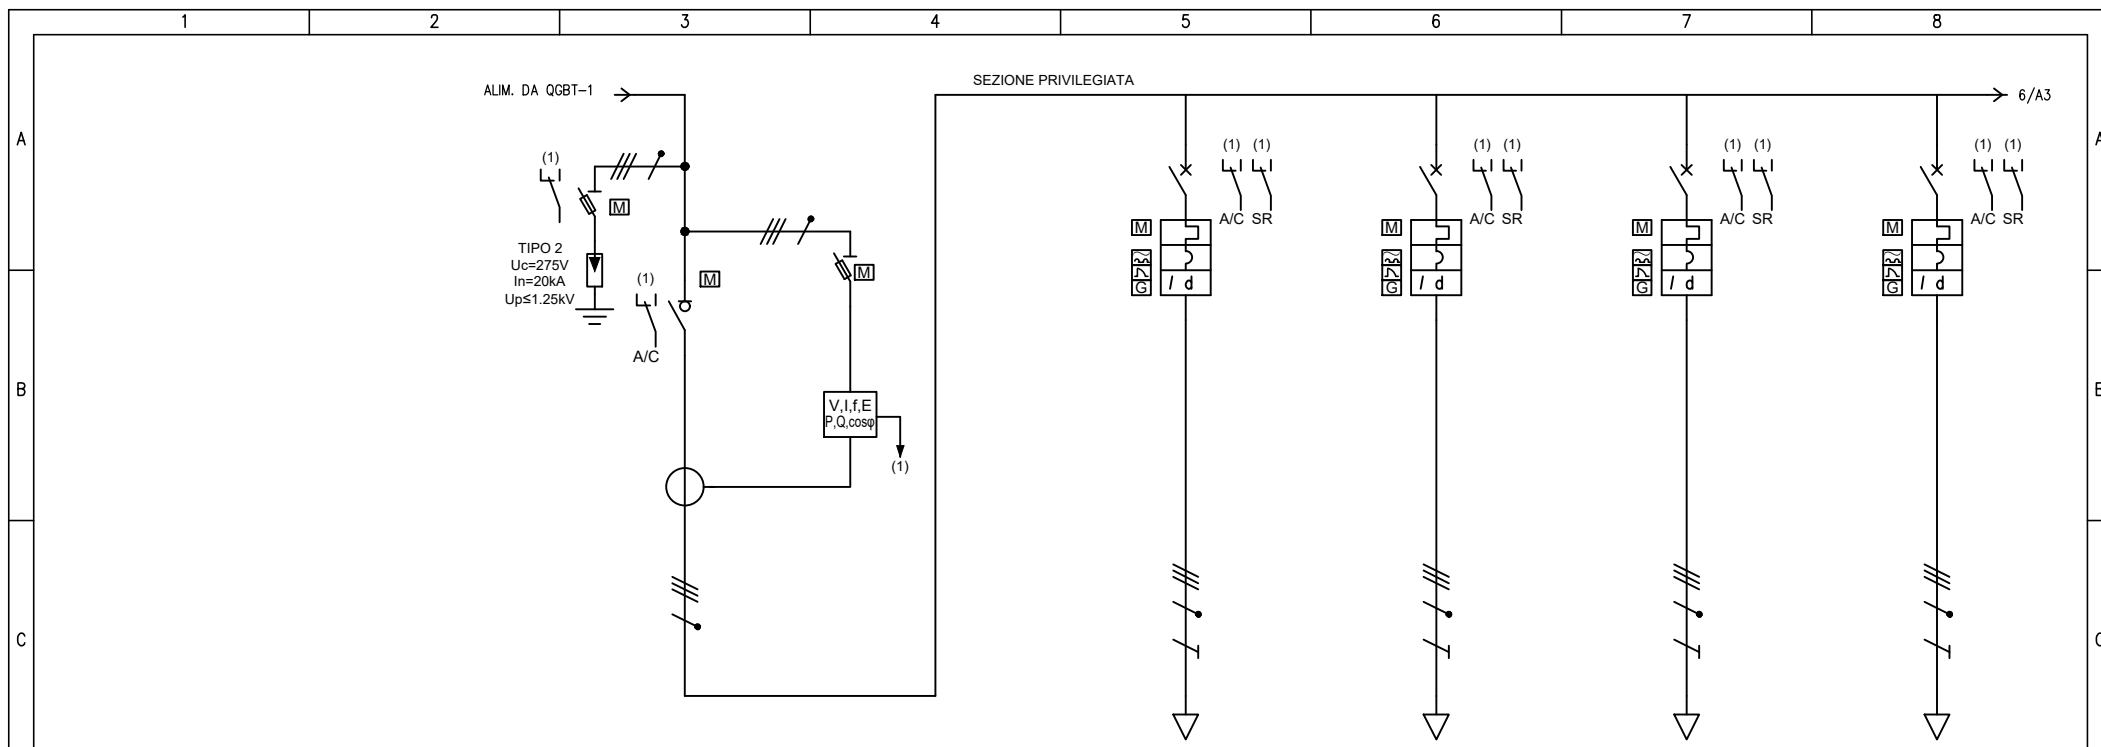 1 2 3 4 5 6 7 8
SEZIONE PRIVILEGIATA
ALIM. DA QGBT-1
6/A3
A A
(1) (1) (1) (1) (1) (1) (1) (1) (1)
M
A/C SR A/C SR A/C SR A/C SR
M M M M
TIPO 2
Uc=275V
In=20kA
Up≤1.25kV
(1) M M
G I d G I d G I d G I d
A/C
B B
V,I,f,E
P,Q,cosφ
(1)
C C